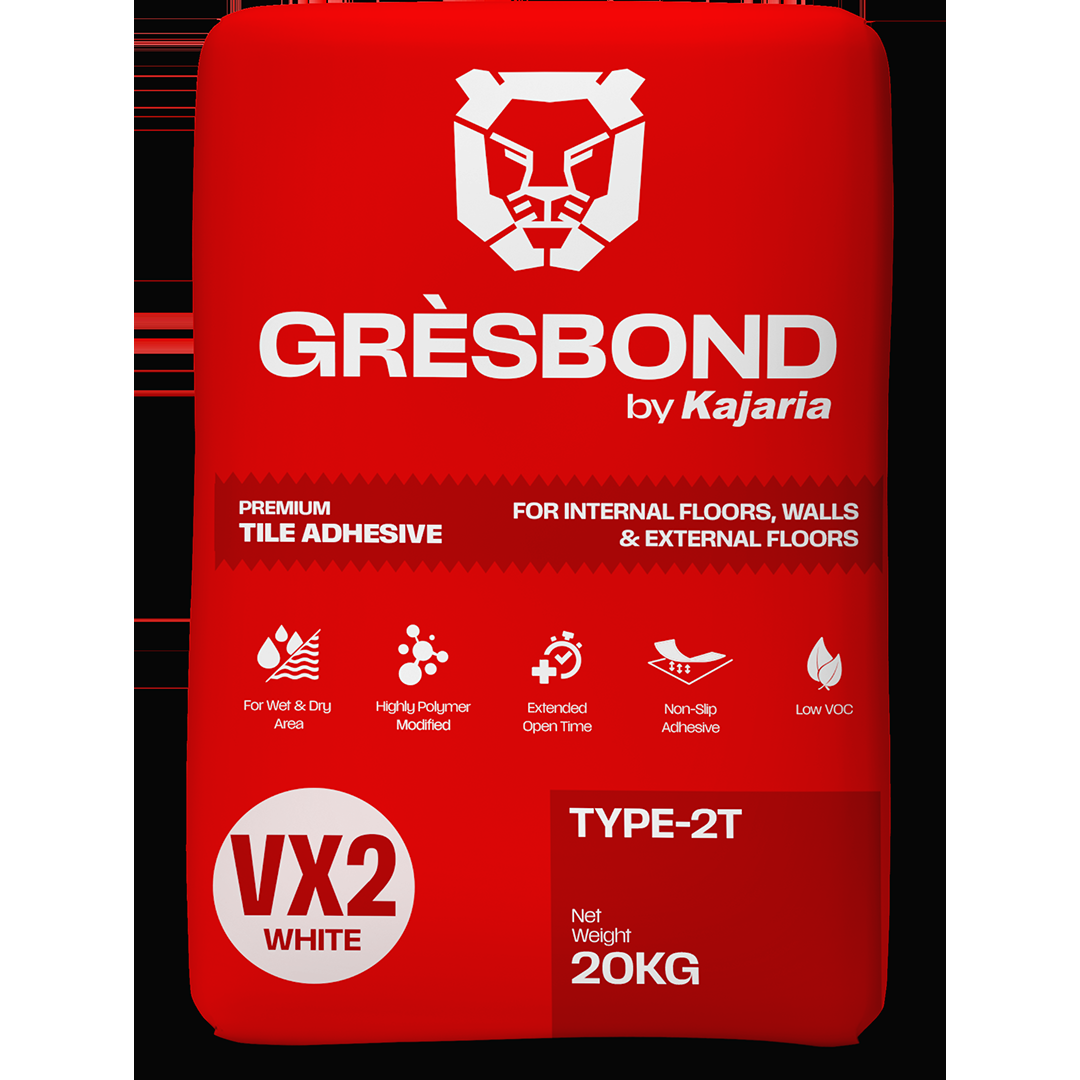 GRÈSBOND
by Kajaria
PREMIUM
TILE ADHESIVE
FOR INTERNAL FLOORS, WALLS
& EXTERNAL FLOORS
For Wet & Dry
Area
Highly Polymer
Modified
Extended
Open Time
Non-Slip
Adhesive
Low VOC
VX2
WHITE
TYPE-2T
Net
Weight
20KG